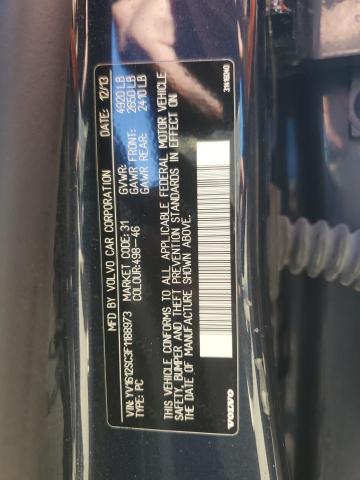 MFD BY VOLVO CAR CORPORATION DATE: 12/13
VIN: YV1612SC3F1188973 MARKET CODE: 31 GVWR: 4920 LB
TYPE: PC COLOUR:498-46 GAWR FRONT: 2650 LB
GAWR REAR: 2410 LB
THIS VEHICLE CONFORMS TO ALL APPLICABLE FEDERAL MOTOR VEHICLE
SAFETY, BUMPER AND THEFT PREVENTION STANDARDS IN EFFECT ON
THE DATE OF MANUFACTURE SHOWN ABOVE.
VOLVO